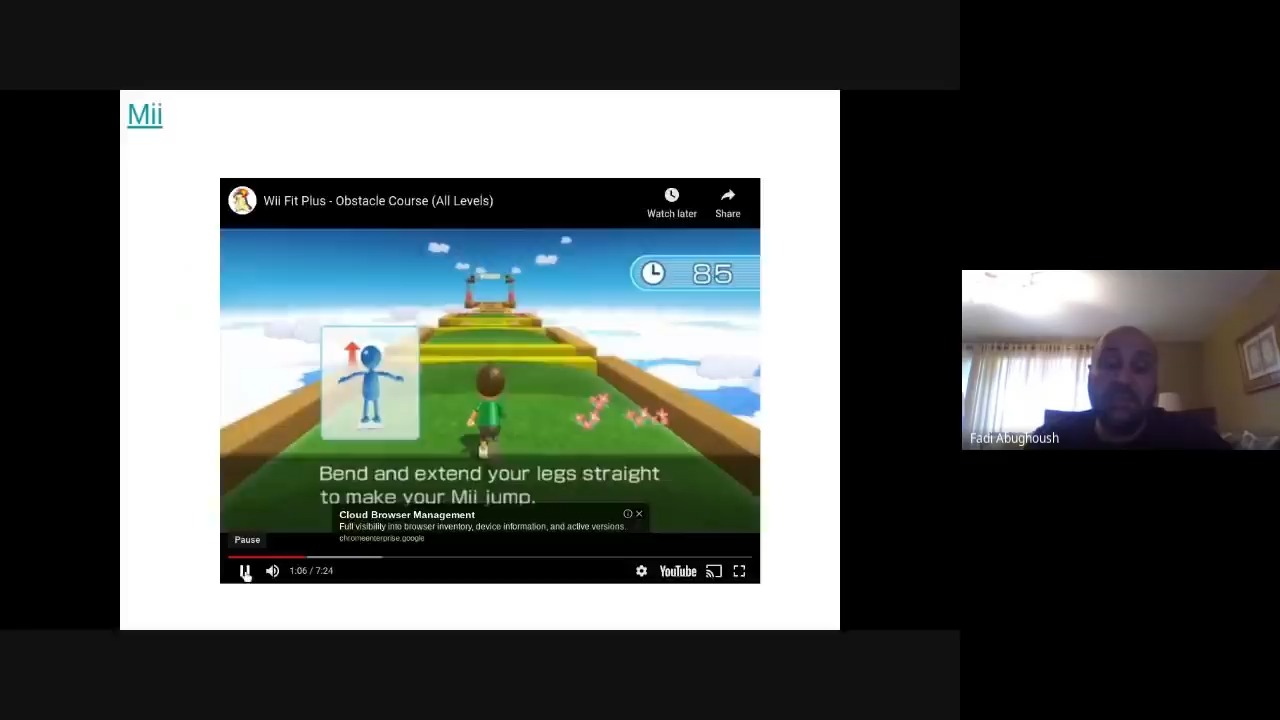 Mii
Wii Fit Plus - Obstacle Course (All Levels)
Watch later
Share
85
Bend and extend your legs straight
to make your Mii jump.
Cloud Browser Management
Full visibility into browser inventory, device information, and active versions.
chromeenterprise.google
Pause
1:06 / 7:24
YouTube
Fadi Abughoush